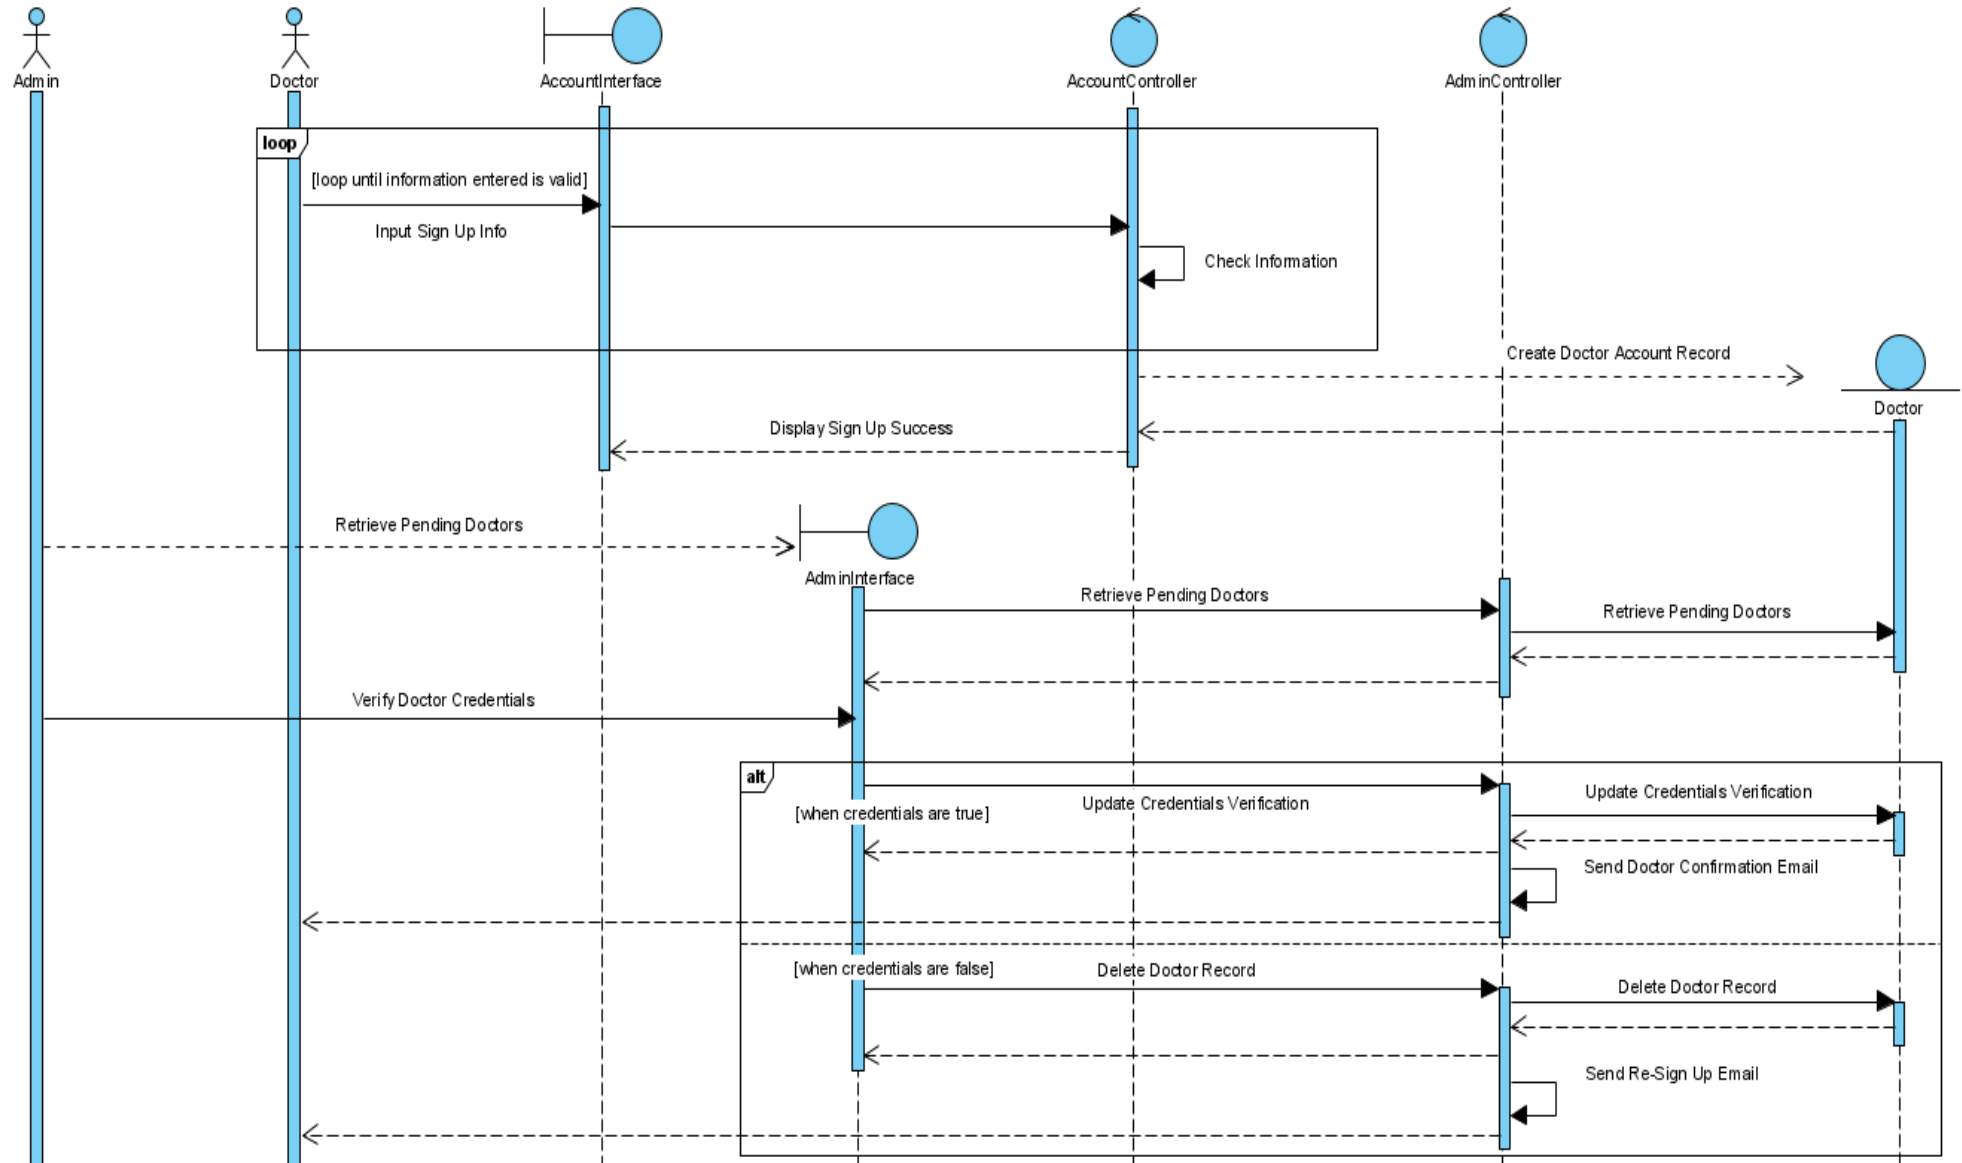 Admin
Doctor
AccountInterface
AccountController
AdminController
loop
[loop until information entered is valid]
Input Sign Up Info
Check Information
Create Doctor Account Record
Doctor
Display Sign Up Success
Retrieve Pending Doctors
AdminInterface
Retrieve Pending Doctors
Retrieve Pending Doctors
Verify Doctor Credentials
alt
[when credentials are true]
Update Credentials Verification
Update Credentials Verification
Send Doctor Confirmation Email
[when credentials are false]
Delete Doctor Record
Delete Doctor Record
Send Re-Sign Up Email